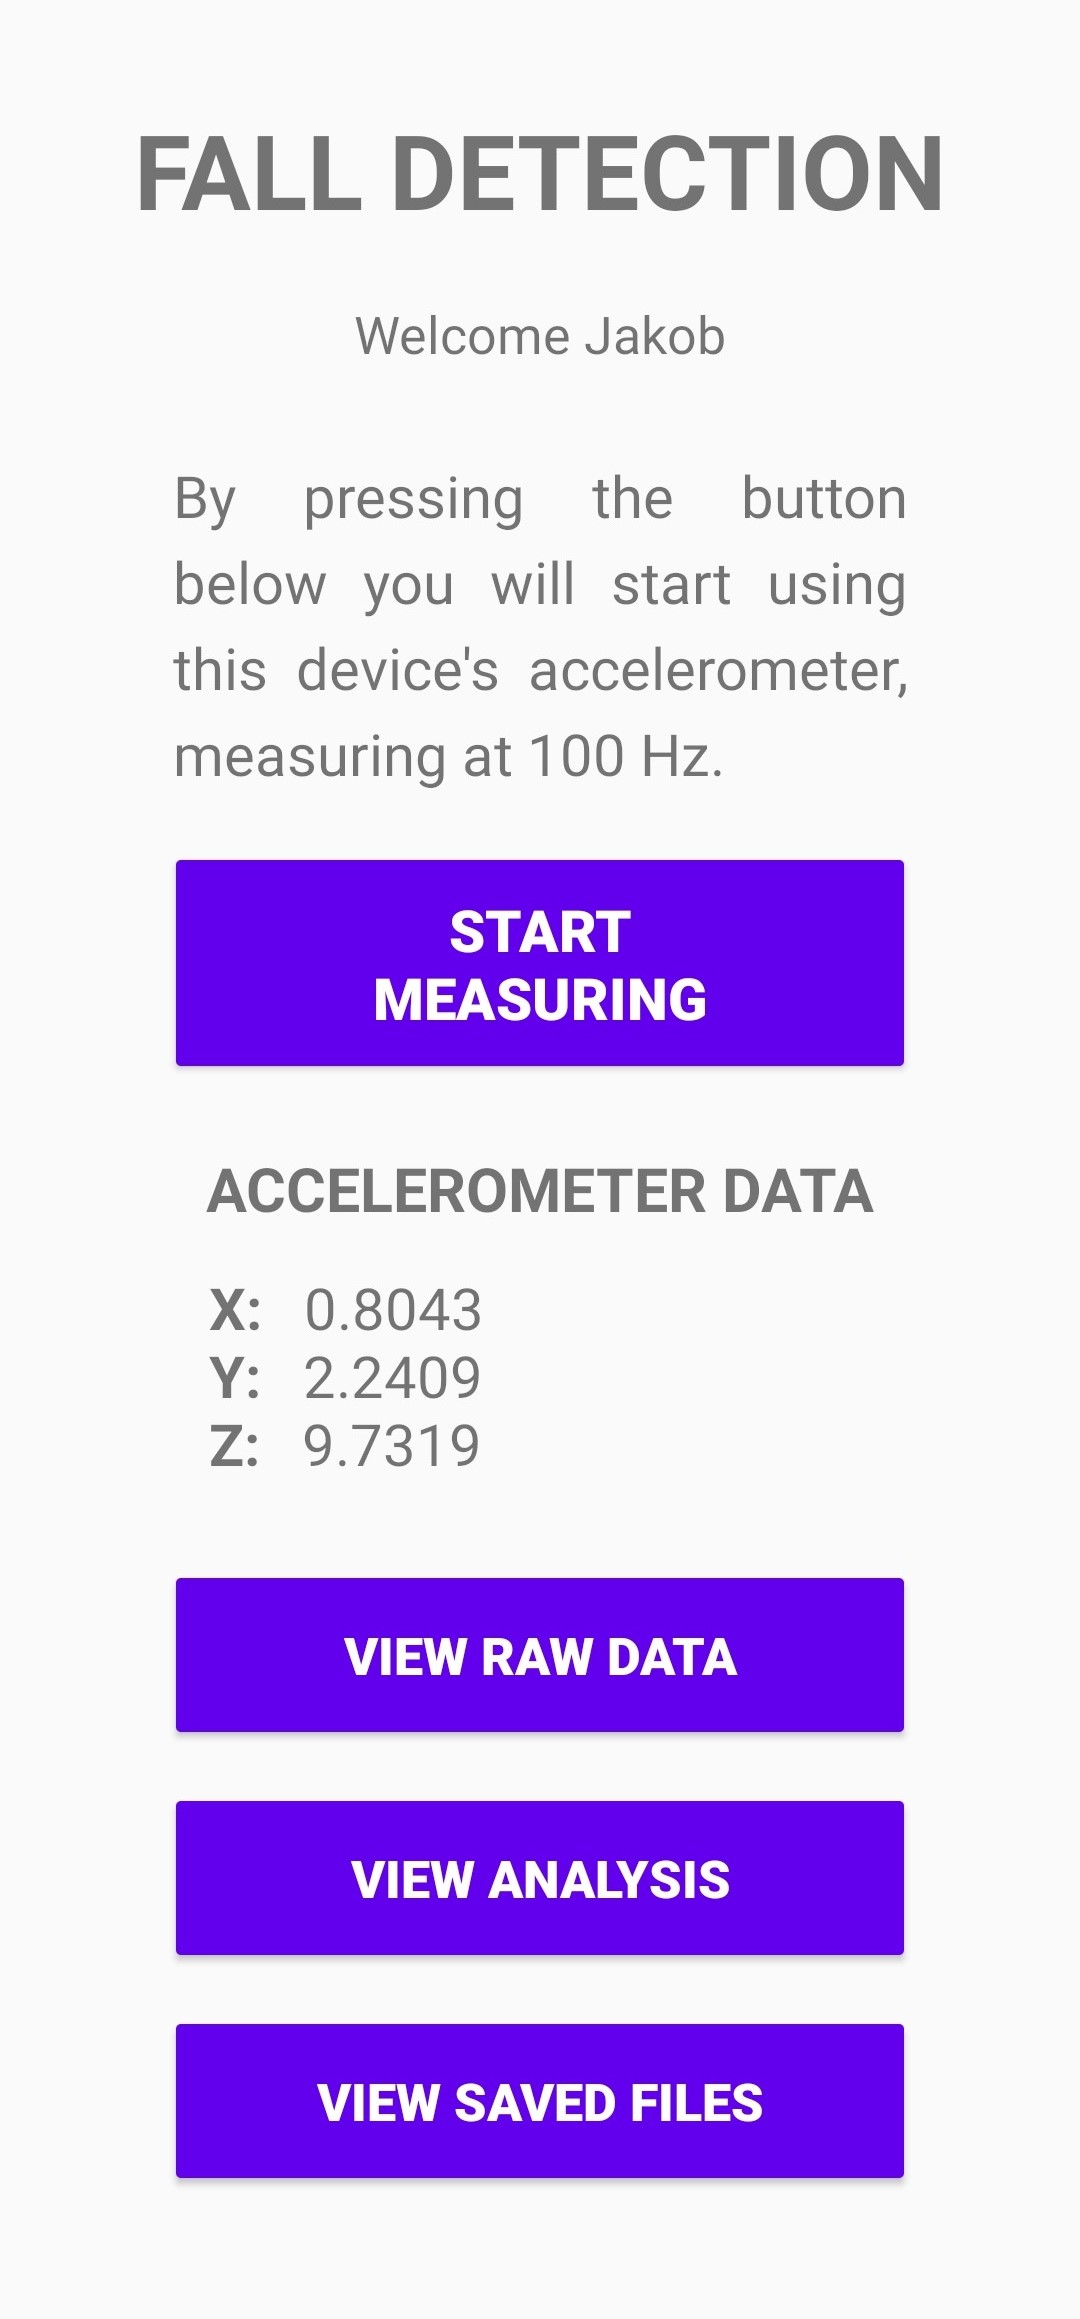 FALL DETECTION
Welcome Jakob
By pressing the button
below you will start using
this device's accelerometer,
measuring at 100 Hz.
START
MEASURING
ACCELEROMETER DATA
X: 0.8043
Y: 2.2409
Z: 9.7319
VIEW RAW DATA
VIEW ANALYSIS
VIEW SAVED FILES